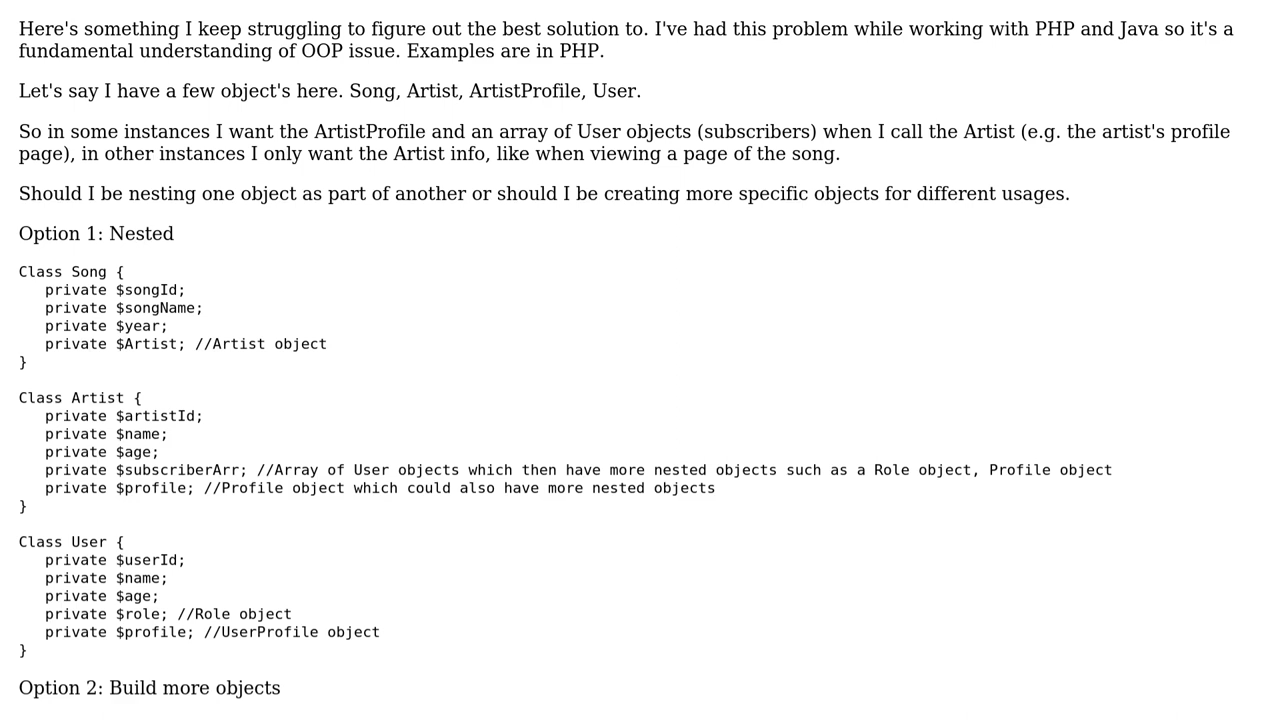 Here's something I keep struggling to figure out the best solution to. I've had this problem while working with PHP and Java so it's a
fundamental understanding of OOP issue. Examples are in PHP.
Let's say I have a few object's here. Song, Artist, ArtistProfile, User.
So in some instances I want the ArtistProfile and an array of User objects (subscribers) when I call the Artist (e.g. the artist's profile
page), in other instances I only want the Artist info, like when viewing a page of the song.
Should I be nesting one object as part of another or should I be creating more specific objects for different usages.
Option 1: Nested
Class Song {
   private $songId;
   private $songName;
   private $year;
   private $Artist; //Artist object
}
Class Artist {
   private $artistId;
   private $name;
   private $age;
   private $subscriberArr; //Array of User objects which then have more nested objects such as a Role object, Profile object
   private $profile; //Profile object which could also have more nested objects
}
Class User {
   private $userId;
   private $name;
   private $age;
   private $role; //Role object
   private $profile; //UserProfile object
}
Option 2: Build more objects